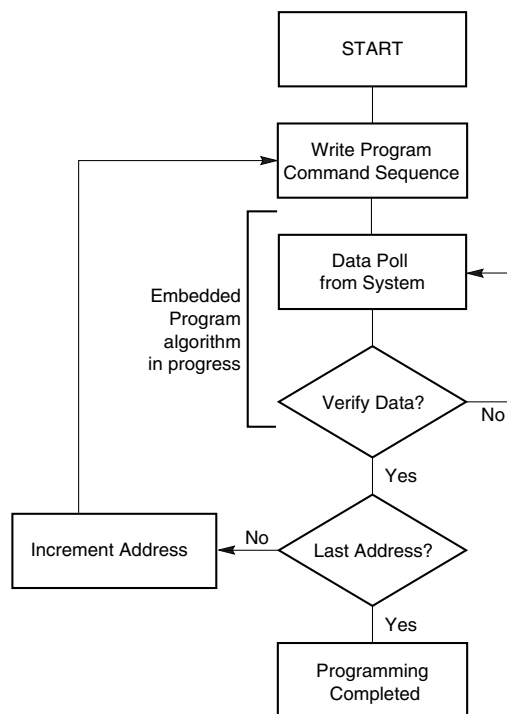 START
Write Program
Command Sequence
Data Poll
from System
Embedded
Program
algorithm
in progress
Verify Data?
No
Yes
Increment Address
No
Last Address?
Yes
Programming
Completed